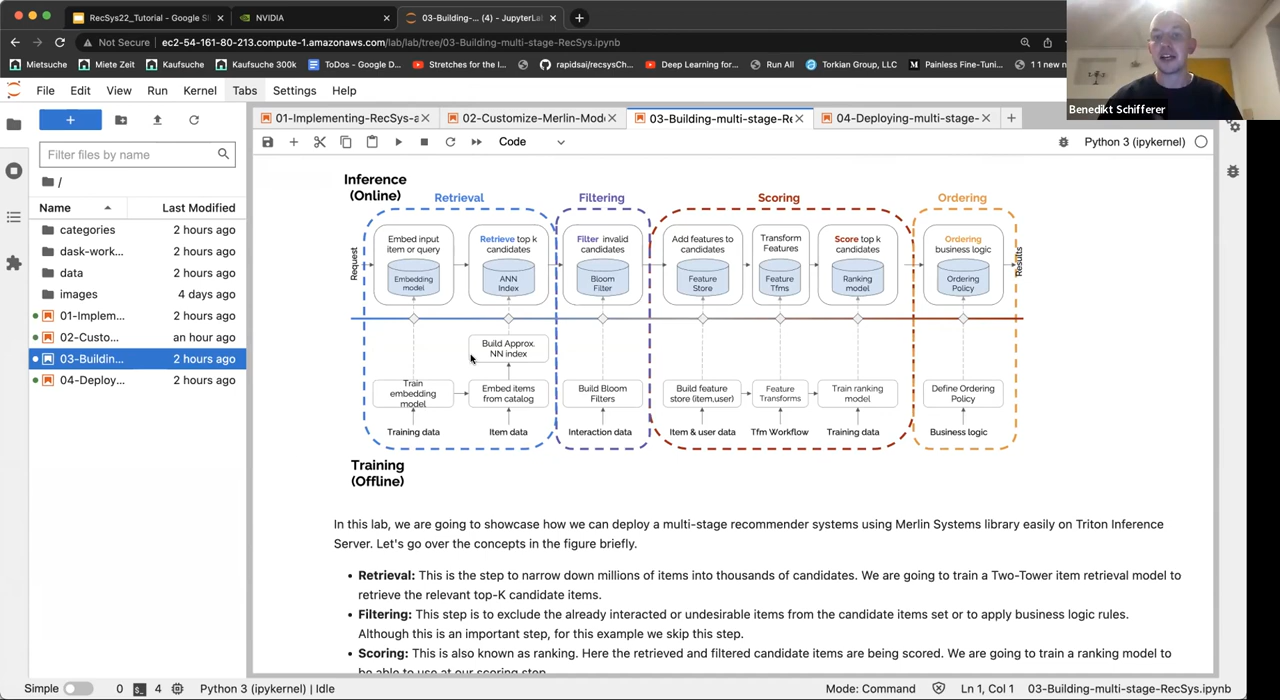 RecSys22_Tutorial - Google Sl
NVIDIA
03-Building-... (4) - JupyterLa
Not Secure
ec2-54-161-80-213.compute-1.amazonaws.com/lab/lab/tree/03-Building-multi-stage-RecSys.ipynb
Mietsuche
Miete Zeit
Kaufsuche
Kaufsuche 300k
ToDos - Google D...
Stretches for the l...
rapidsai/recsysCh...
Deep Learning for...
Run All
Torkian Group, LLC
Painless Fine-Tuni...
1 1 new n
Benedikt Schifferer
File
Edit
View
Run
Kernel
Tabs
Settings
Help
01-Implementing-RecSys-a
02-Customize-Merlin-Mod
03-Building-multi-stage-Re
04-Deploying-multi-stage-
Code
Python 3 (ipykernel)
Filter files by name
/
Name
Last Modified
categories
2 hours ago
dask-work...
2 hours ago
data
2 hours ago
images
4 days ago
01-Implem...
2 hours ago
02-Custo...
an hour ago
03-Buildin...
2 hours ago
04-Deploy...
2 hours ago
Inference
(Online)
Retrieval
Filtering
Scoring
Ordering
Request
Embed input
item or query
Embedding
model
Retrieve top k
candidates
ANN
Index
Filter invalid
candidates
Bloom
Filter
Add features to
candidates
Feature
Store
Transform
Features
Feature
Tfms
Score top k
candidates
Ranking
model
Ordering
business logic
Ordering
Policy
Results
Build Approx.
NN index
Train
embedding
model
Embed items
from catalog
Build Bloom
Filters
Build feature
store (item,user)
Feature
Transforms
Train ranking
model
Define Ordering
Policy
Training data
Item data
Interaction data
Item & user data
Tfm Workflow
Training data
Business logic
Training
(Offline)
In this lab, we are going to showcase how we can deploy a multi-stage recommender systems using Merlin Systems library easily on Triton Inference
Server. Let's go over the concepts in the figure briefly.
• Retrieval: This is the step to narrow down millions of items into thousands of candidates. We are going to train a Two-Tower item retrieval model to
retrieve the relevant top-K candidate items.
• Filtering: This step is to exclude the already interacted or undesirable items from the candidate items set or to apply business logic rules.
Although this is an important step, for this example we skip this step.
• Scoring: This is also known as ranking. Here the retrieved and filtered candidate items are being scored. We are going to train a ranking model to
be able to use at our scoring step.
Simple
0
4
Python 3 (ipykernel) | Idle
Mode: Command
Ln 1, Col 1
03-Building-multi-stage-RecSys.ipynb